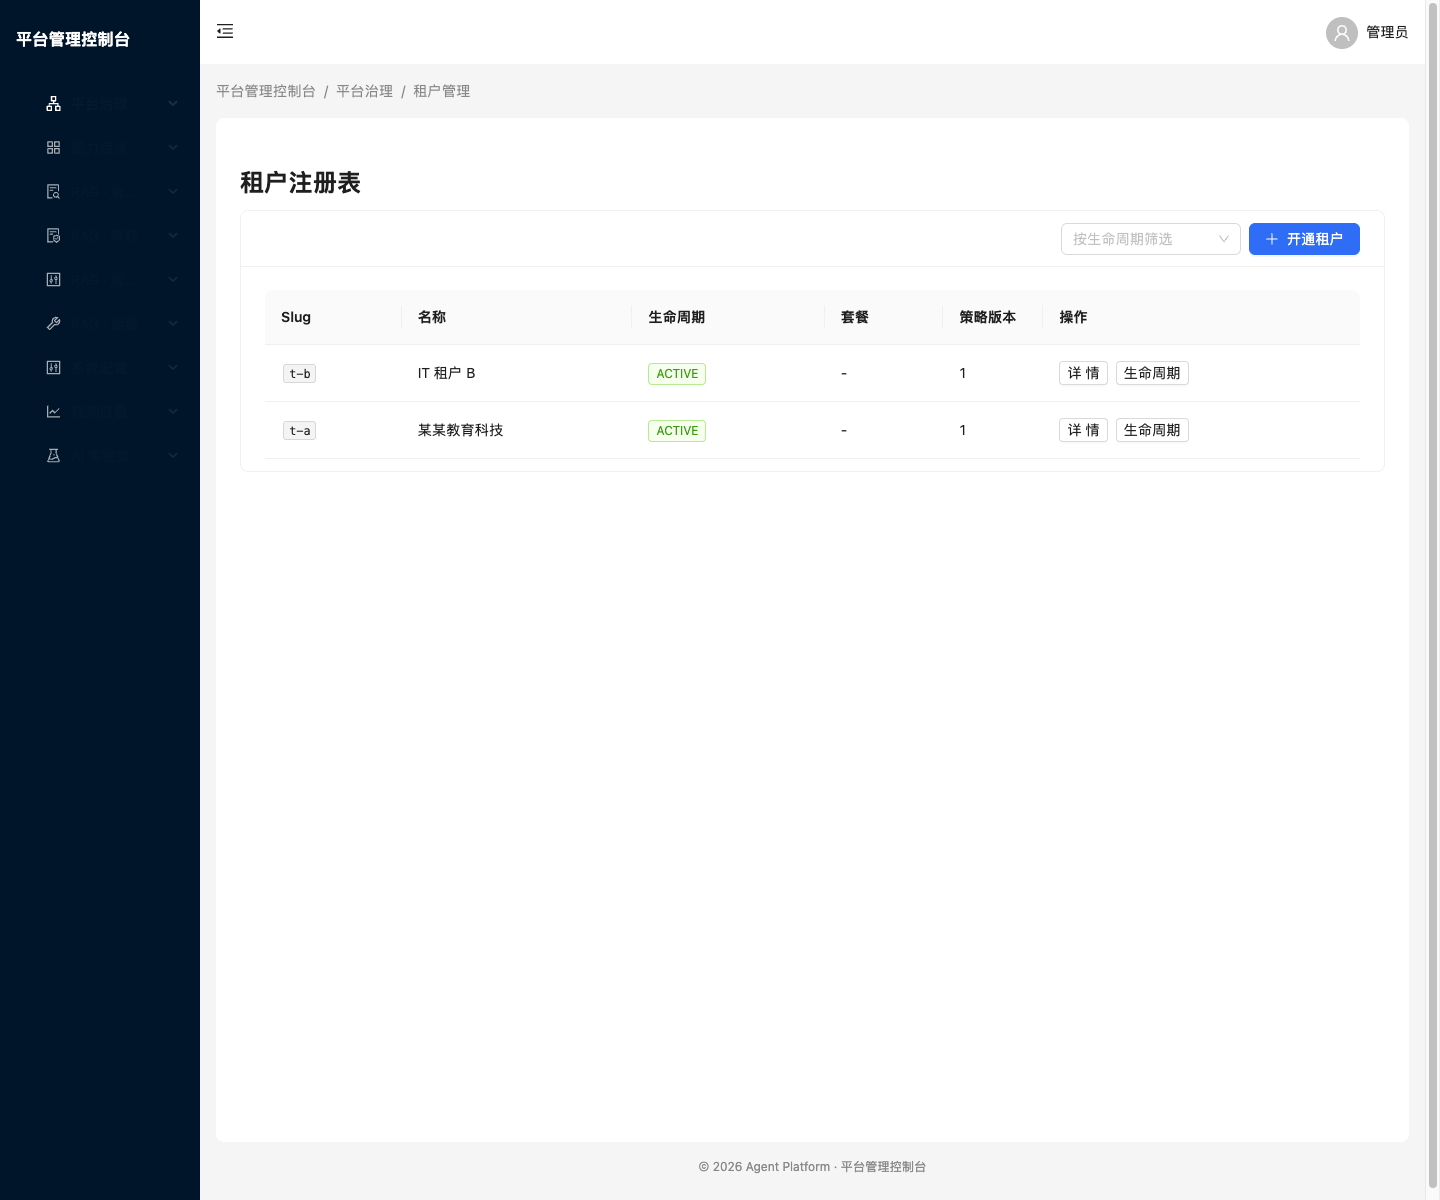 平台管理控制台
管理员
平台管理控制台 / 平台治理 / 租户管理
租户注册表
按生命周期筛选
开通租户
Slug 名称 生命周期 套餐 策略版本 操作
t-b IT 租户 B ACTIVE - 1 详 情 生命周期
t-a 某某教育科技 ACTIVE - 1 详 情 生命周期
© 2026 Agent Platform · 平台管理控制台